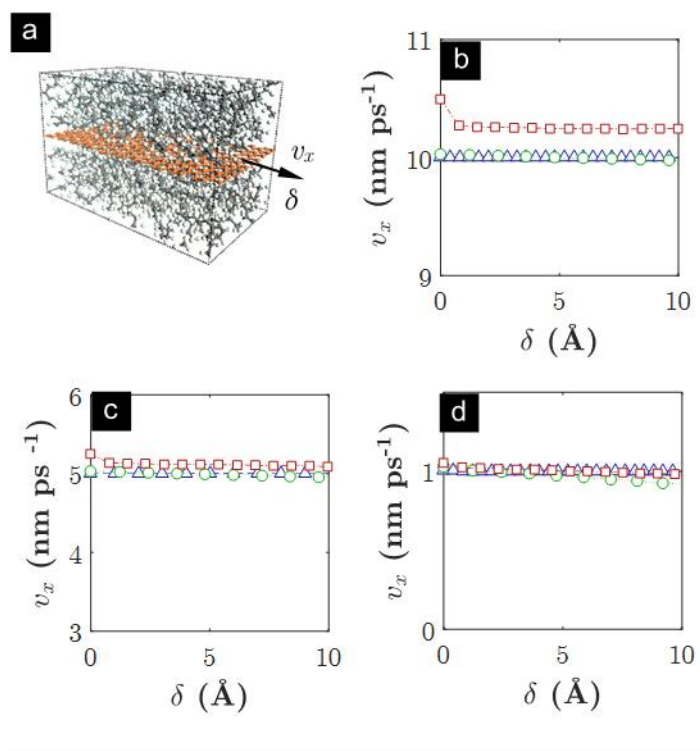 a
v_x
δ
b
11
10
9
v_x (nm ps⁻¹)
0 5 10
δ (Å)
c
6
5
4
3
v_x (nm ps⁻¹)
0 5 10
δ (Å)
d
1
0
v_x (nm ps⁻¹)
0 5 10
δ (Å)